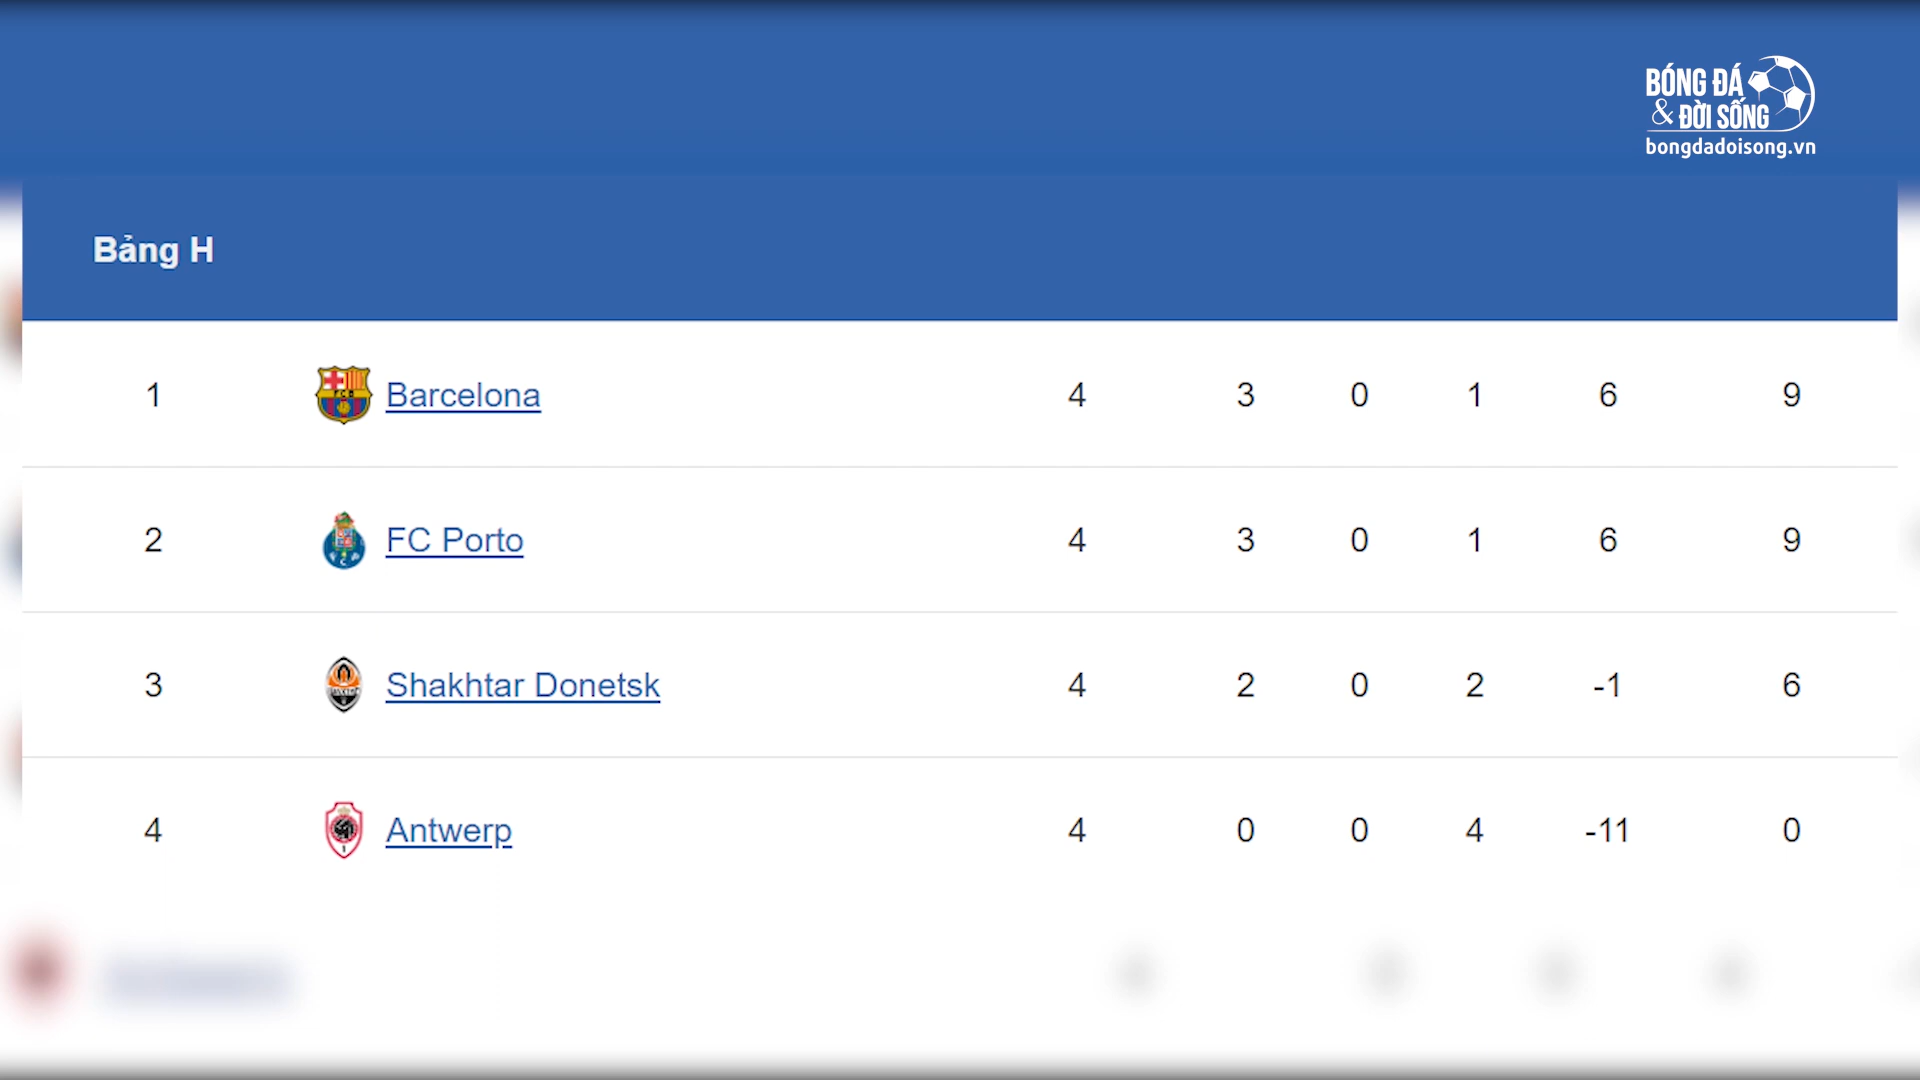 BÓNG ĐÁ
& ĐỜI SỐNG
bongdadoisong.vn
Bảng H
1 Barcelona 4 3 0 1 6 9
2 FC Porto 4 3 0 1 6 9
3 Shakhtar Donetsk 4 2 0 2 -1 6
4 Antwerp 4 0 0 4 -11 0